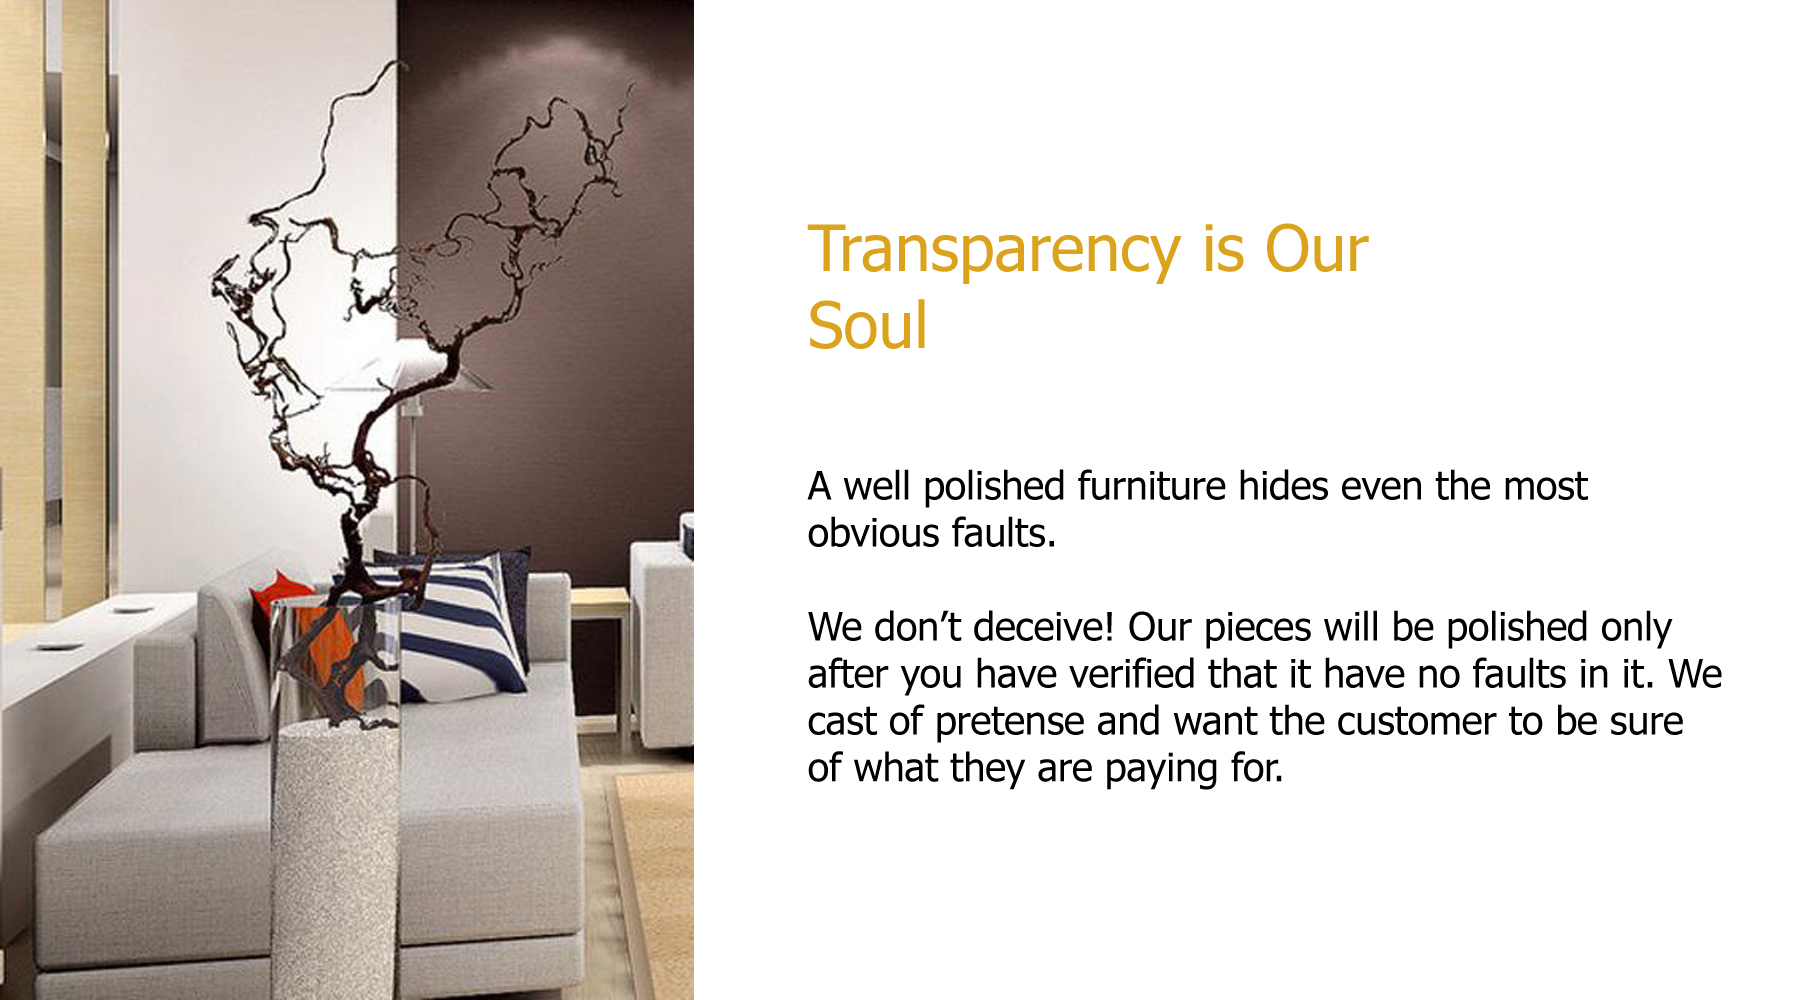 Transparency is Our
Soul
A well polished furniture hides even the most
obvious faults.
We don’t deceive! Our pieces will be polished only
after you have verified that it have no faults in it. We
cast of pretense and want the customer to be sure
of what they are paying for.